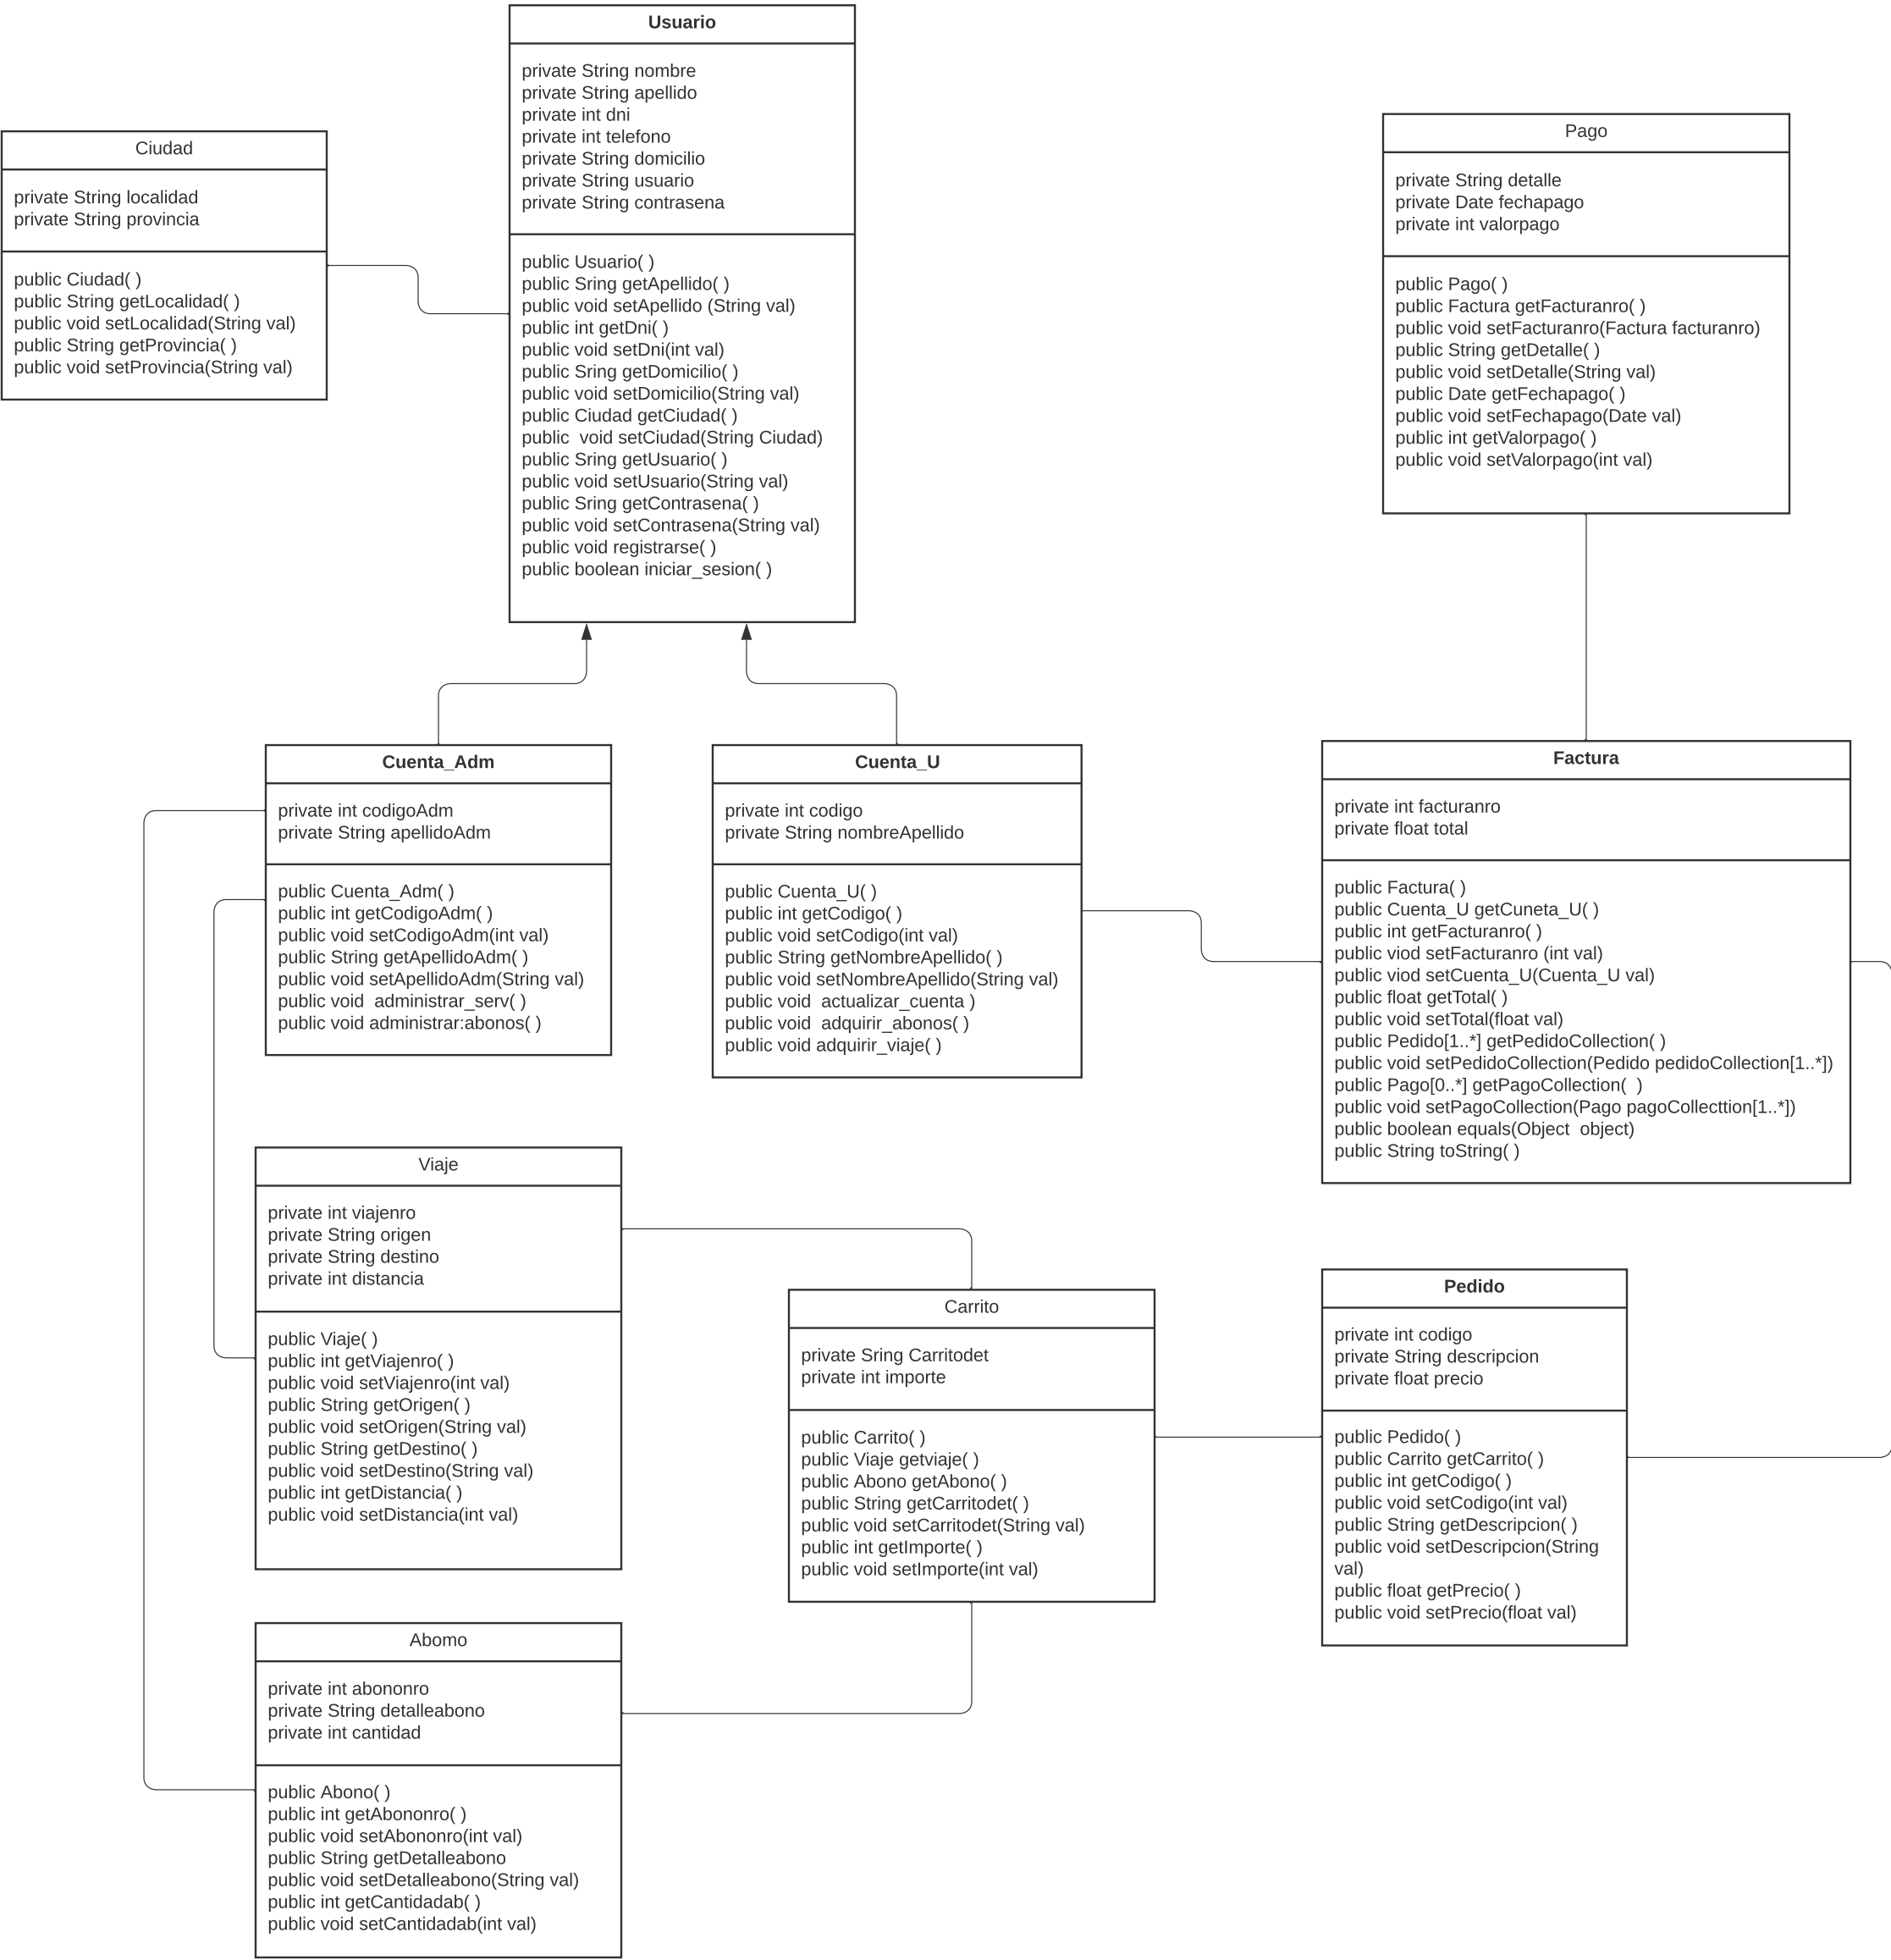 Usuario
private String nombre
private String apellido
private int dni
private int telefono
private String domicilio
private String usuario
private String contrasena
public Usuario( )
public Sring getApellido( )
public void setApellido (String val)
public int getDni( )
public void setDni(int val)
public Sring getDomicilio( )
public void setDomicilio(String val)
public Ciudad getCiudad( )
public  void setCiudad(String Ciudad)
public Sring getUsuario( )
public void setUsuario(String val)
public Sring getContrasena( )
public void setContrasena(String val)
public void registrarse( )
public boolean iniciar_sesion( )
Ciudad
private String localidad
private String provincia
public Ciudad( )
public String getLocalidad( )
public void setLocalidad(String val)
public String getProvincia( )
public void setProvincia(String val)
Pago
private String detalle
private Date fechapago
private int valorpago
public Pago( )
public Factura getFacturanro( )
public void setFacturanro(Factura facturanro)
public String getDetalle( )
public void setDetalle(String val)
public Date getFechapago( )
public void setFechapago(Date val)
public int getValorpago( )
public void setValorpago(int val)
Cuenta_Adm
private int codigoAdm
private String apellidoAdm
public Cuenta_Adm( )
public int getCodigoAdm( )
public void setCodigoAdm(int val)
public String getApellidoAdm( )
public void setApellidoAdm(String val)
public void  administrar_serv( )
public void administrar:abonos( )
Cuenta_U
private int codigo
private String nombreApellido
public Cuenta_U( )
public int getCodigo( )
public void setCodigo(int val)
public String getNombreApellido( )
public void setNombreApellido(String val)
public void  actualizar_cuenta )
public void  adquirir_abonos( )
public void adquirir_viaje( )
Factura
private int facturanro
private float total
public Factura( )
public Cuenta_U getCuneta_U( )
public int getFacturanro( )
public viod setFacturanro (int val)
public viod setCuenta_U(Cuenta_U val)
public float getTotal( )
public void setTotal(float val)
public Pedido[1..*] getPedidoCollection( )
public void setPedidoCollection(Pedido pedidoCollection[1..*])
public Pago[0..*] getPagoCollection(  )
public void setPagoCollection(Pago pagoCollecttion[1..*])
public boolean equals(Object  object)
public String toString( )
Viaje
private int viajenro
private String origen
private String destino
private int distancia
public Viaje( )
public int getViajenro( )
public void setViajenro(int val)
public String getOrigen( )
public void setOrigen(String val)
public String getDestino( )
public void setDestino(String val)
public int getDistancia( )
public void setDistancia(int val)
Carrito
private Sring Carritodet
private int importe
public Carrito( )
public Viaje getviaje( )
public Abono getAbono( )
public String getCarritodet( )
public void setCarritodet(String val)
public int getImporte( )
public void setImporte(int val)
Pedido
private int codigo
private String descripcion
private float precio
public Pedido( )
public Carrito getCarrito( )
public int getCodigo( )
public void setCodigo(int val)
public String getDescripcion( )
public void setDescripcion(String
val)
public float getPrecio( )
public void setPrecio(float val)
Abomo
private int abononro
private String detalleabono
private int cantidad
public Abono( )
public int getAbononro( )
public void setAbononro(int val)
public String getDetalleabono
public void setDetalleabono(String val)
public int getCantidadab( )
public void setCantidadab(int val)